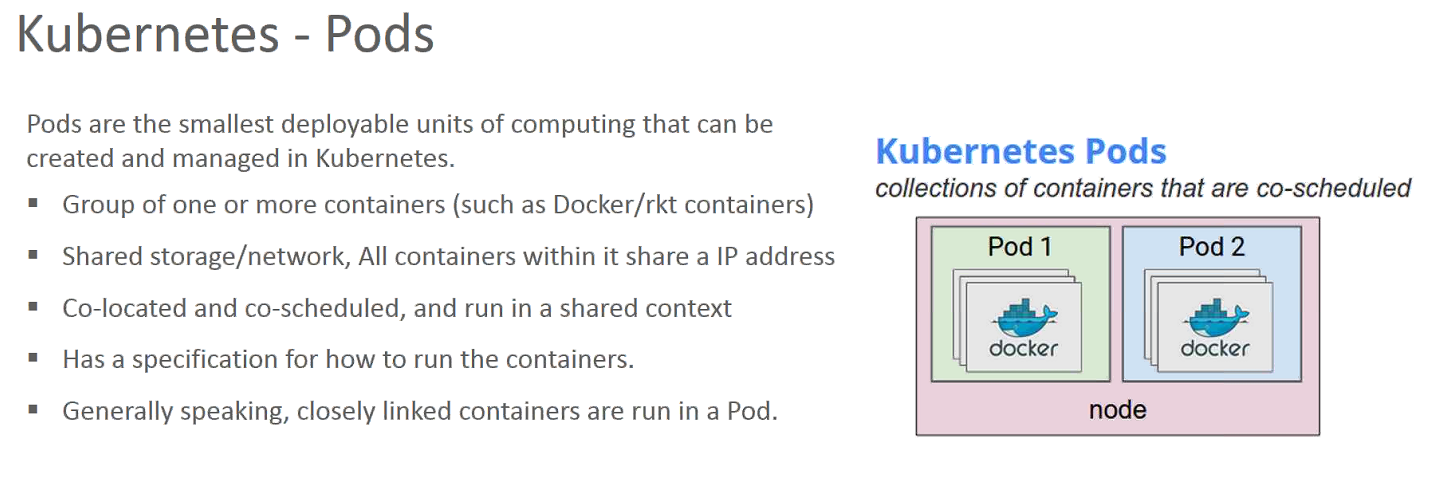 Kubernetes - Pods
Pods are the smallest deployable units of computing that can be
created and managed in Kubernetes.
▪ Group of one or more containers (such as Docker/rkt containers)
▪ Shared storage/network, All containers within it share a IP address
▪ Co-located and co-scheduled, and run in a shared context
▪ Has a specification for how to run the containers.
▪ Generally speaking, closely linked containers are run in a Pod.
Kubernetes Pods
collections of containers that are co-scheduled
Pod 1
docker
Pod 2
docker
node